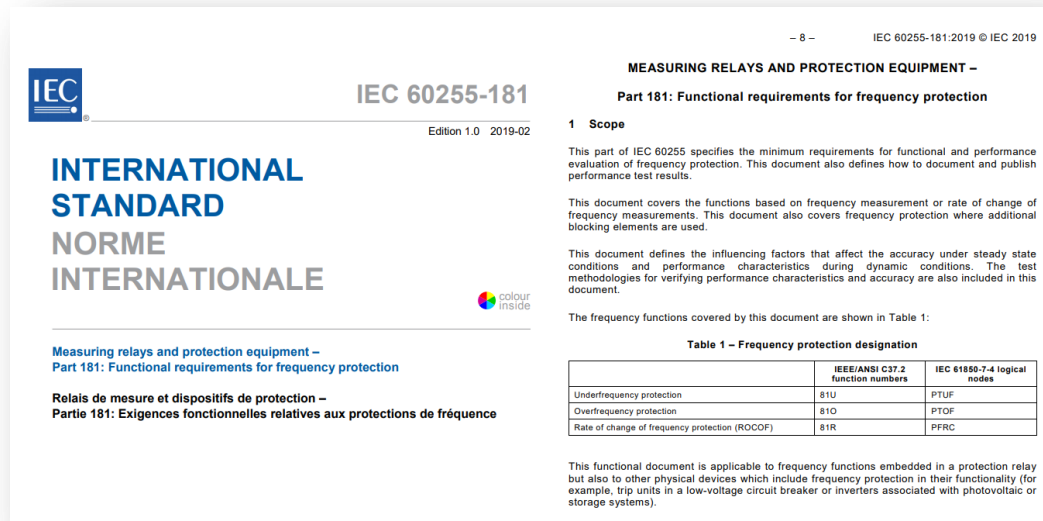 IEC
®
IEC 60255-181
Edition 1.0 2019-02
INTERNATIONAL
STANDARD
NORME
INTERNATIONALE
colour
inside
Measuring relays and protection equipment –
Part 181: Functional requirements for frequency protection
Relais de mesure et dispositifs de protection –
Partie 181: Exigences fonctionnelles relatives aux protections de fréquence
– 8 – IEC 60255-181:2019 © IEC 2019
MEASURING RELAYS AND PROTECTION EQUIPMENT –
Part 181: Functional requirements for frequency protection
1 Scope
This part of IEC 60255 specifies the minimum requirements for functional and performance
evaluation of frequency protection. This document also defines how to document and publish
performance test results.
This document covers the functions based on frequency measurement or rate of change of
frequency measurements. This document also covers frequency protection where additional
blocking elements are used.
This document defines the influencing factors that affect the accuracy under steady state
conditions and performance characteristics during dynamic conditions. The test
methodologies for verifying performance characteristics and accuracy are also included in this
document.
The frequency functions covered by this document are shown in Table 1:
Table 1 – Frequency protection designation
IEEE/ANSI C37.2 IEC 61850-7-4 logical
function numbers nodes
Underfrequency protection 81U PTUF
Overfrequency protection 81O PTOF
Rate of change of frequency protection (ROCOF) 81R PFRC
This functional document is applicable to frequency functions embedded in a protection relay
but also to other physical devices which include frequency protection in their functionality (for
example, trip units in a low-voltage circuit breaker or inverters associated with photovoltaic or
storage systems).